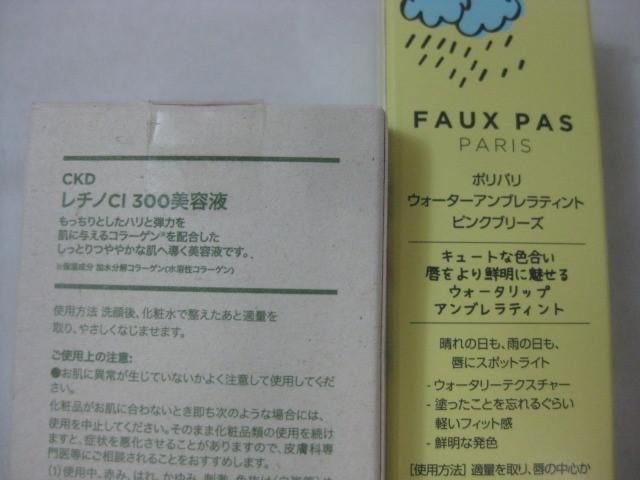 CKD
レチノCI 300美容液
もっちりとしたハリと弾力を
肌に与えるコラーゲン※を配合した
しっとりつややかな肌へ導く美容液です。
※保湿成分 加水分解コラーゲン(水溶性コラーゲン)
使用方法 洗顔後、化粧水で整えたあと適量を
取り、やさしくなじませます。
ご使用上の注意:
●お肌に異常が生じていないかよく注意して使用してくだ
さい。
化粧品がお肌に合わないとき即ち次のような場合には、
使用を中止してください。そのまま化粧品類の使用を続け
ますと、症状を悪化させることがありますので、皮膚科専
門医等にご相談されることをおすすめします。
(1)使用中、赤み、はれ、かゆみ、刺激、色抜け
FAUX PAS
PARIS
ポリパリ
ウォーターアンブレラティント
ピンクブリーズ
キュートな色合い
唇をより鮮明に魅せる
ウォータリップ
アンブレラティント
晴れの日も、雨の日も、
唇にスポットライト
- ウォータリーテクスチャー
- 塗ったことを忘れるぐらい
軽いフィット感
- 鮮明な発色
[使用方法] 適量を取り、唇の中心か